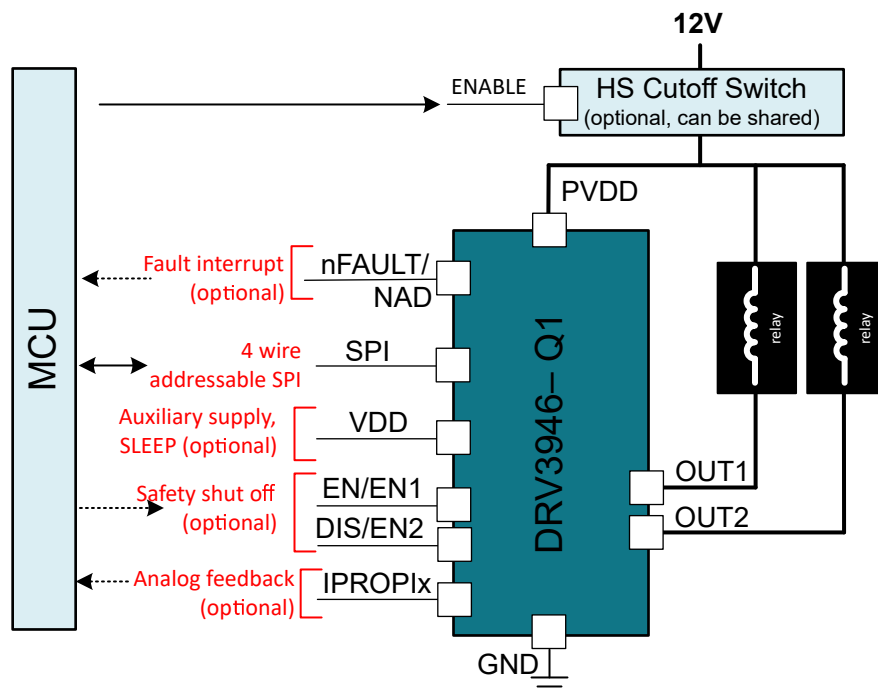 12V
HS Cutoff Switch
(optional, can be shared)
ENABLE
PVDD
MCU
Fault interrupt
(optional)
nFAULT/
NAD
4 wire
addressable SPI
SPI
Auxiliary supply,
SLEEP (optional)
VDD
Safety shut off
(optional)
EN/EN1
DIS/EN2
Analog feedback
(optional)
IPROPIx
DRV3946– Q1
OUT1
OUT2
relay
relay
GND